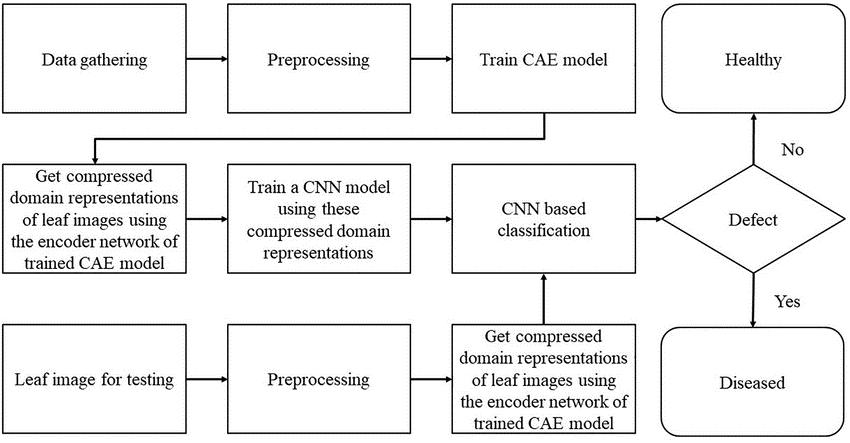 Data gathering
Preprocessing
Train CAE model
Healthy
No
Get compressed
domain representations
of leaf images using
the encoder network of
trained CAE model
Train a CNN model
using these
compressed domain
representations
CNN based
classification
Defect
Yes
Leaf image for testing
Preprocessing
Get compressed
domain representations
of leaf images using
the encoder network of
trained CAE model
Diseased